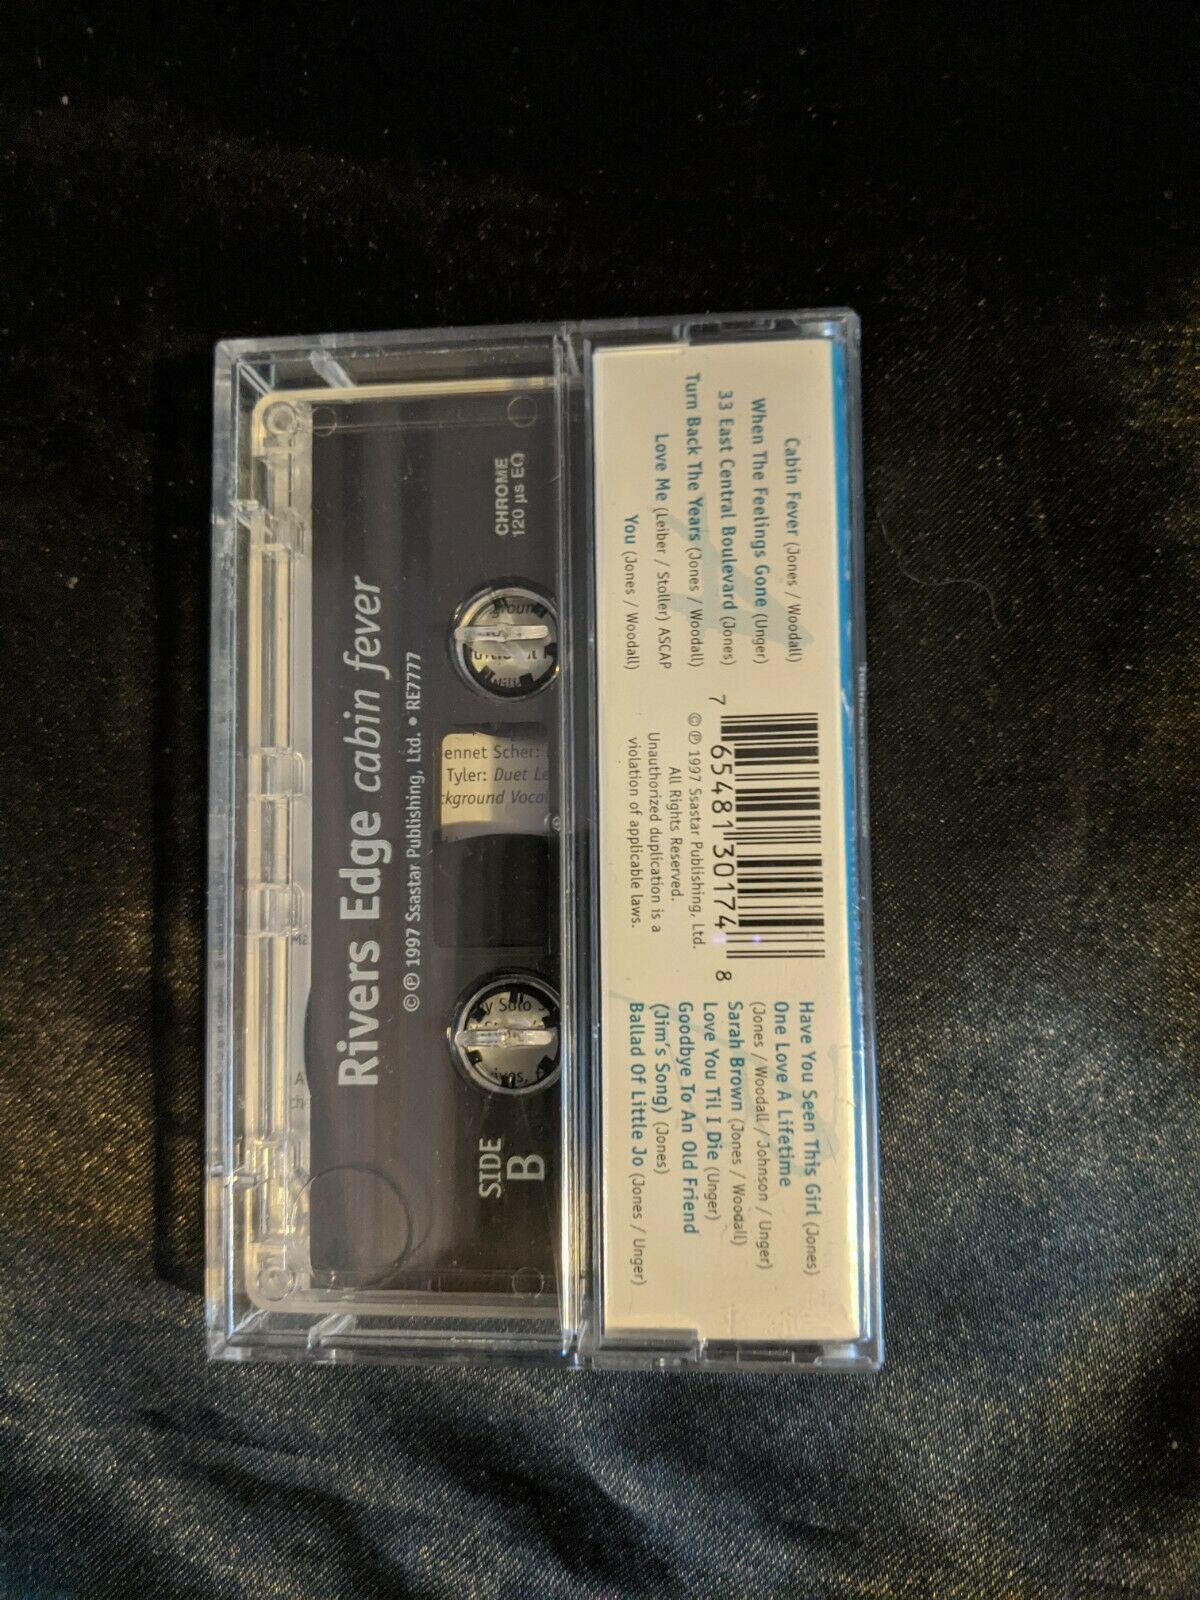 Cabin Fever (Jones / Woodall)
When The Feelings Gone (Unger)
33 East Central Boulevard (Jones)
Turn Back The Years (Jones / Woodall)
Love Me (Leiber / Stoller) ASCAP
You (Jones / Woodall)
7 65481 30174 8
© ℗ 1997 Ssastar Publishing, Ltd.
All Rights Reserved.
Unauthorized duplication is a
violation of applicable laws.
Have You Seen This Girl (Jones)
One Love A Lifetime
(Jones / Woodall / Johnson / Unger)
Sarah Brown (Jones / Woodall)
Love You Til I Die (Unger)
Goodbye To An Old Friend
(Jim's Song) (Jones)
Ballad Of Little Jo (Jones / Unger)
Rivers Edge cabin fever
© ℗ 1997 Ssastar Publishing, Ltd. • RE7777
SIDE
B
CHROME
120 µs EQ
ennet Scher:
Tyler: Duet Le
ckground Vocal
y Solo